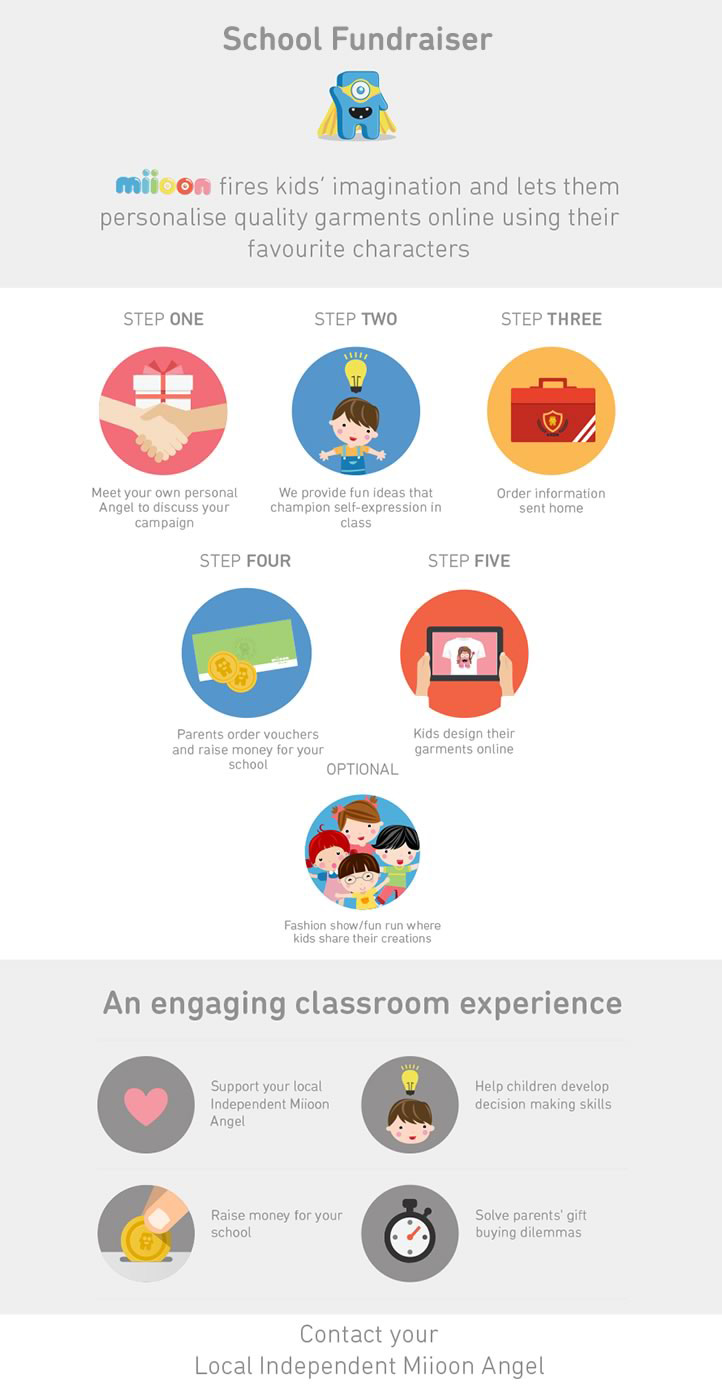 School Fundraiser
miioon fires kids' imagination and lets them
personalise quality garments online using their
favourite characters
STEP ONE
Meet your own personal
Angel to discuss your
campaign
STEP TWO
We provide fun ideas that
champion self-expression in
class
STEP THREE
Order information
sent home
STEP FOUR
Parents order vouchers
and raise money for your
school
STEP FIVE
Kids design their
garments online
OPTIONAL
Fashion show/fun run where
kids share their creations
An engaging classroom experience
Support your local
Independent Miioon
Angel
Help children develop
decision making skills
Raise money for your
school
Solve parents' gift
buying dilemmas
Contact your
Local Independent Miioon Angel